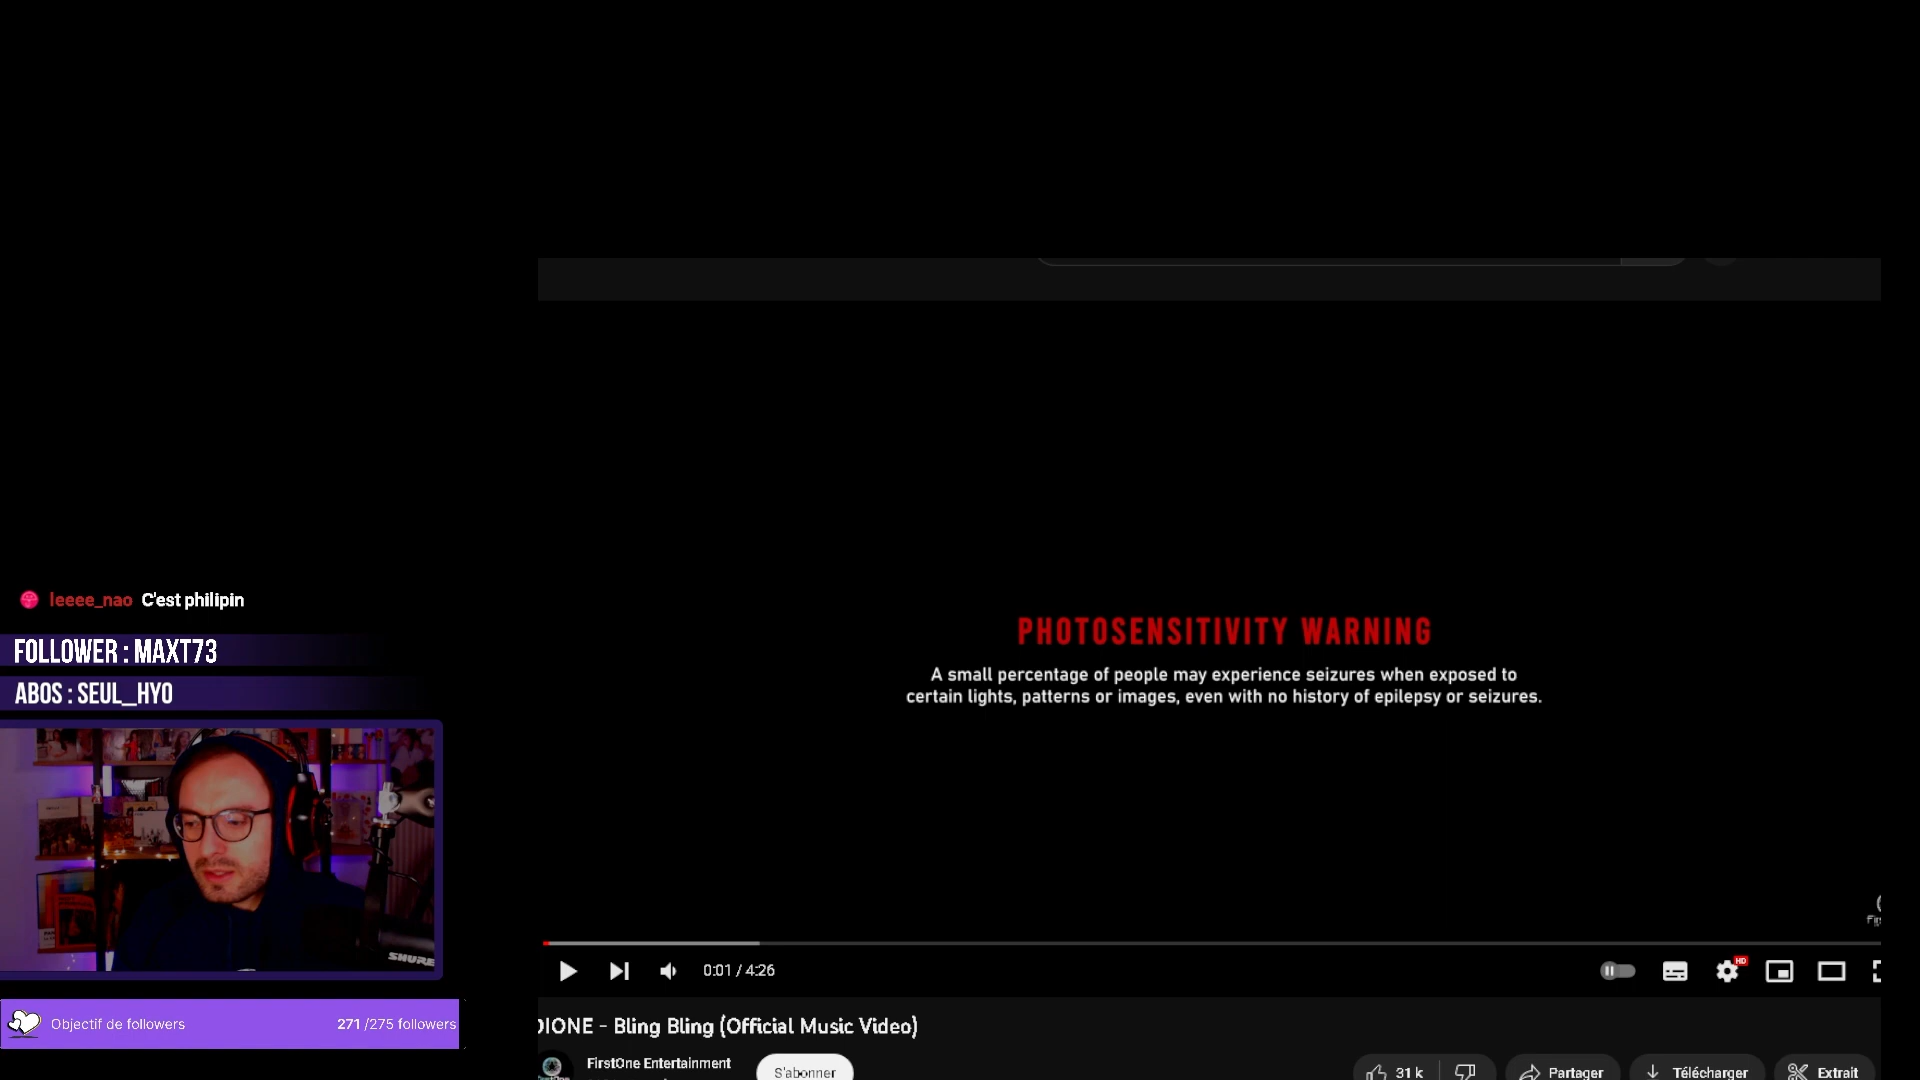 leeee_nao C'est philipin
FOLLOWER : MAXT73
ABOS : SEUL_HYO
SHURE
Objectif de followers 271 /275 followers
PHOTOSENSITIVITY WARNING
A small percentage of people may experience seizures when exposed to
certain lights, patterns or images, even with no history of epilepsy or seizures.
0:01 / 4:26
HD
DIONE - Bling Bling (Official Music Video)
FirstOne Entertainment
S'abonner
31 k
Partager
Télécharger
Extrait